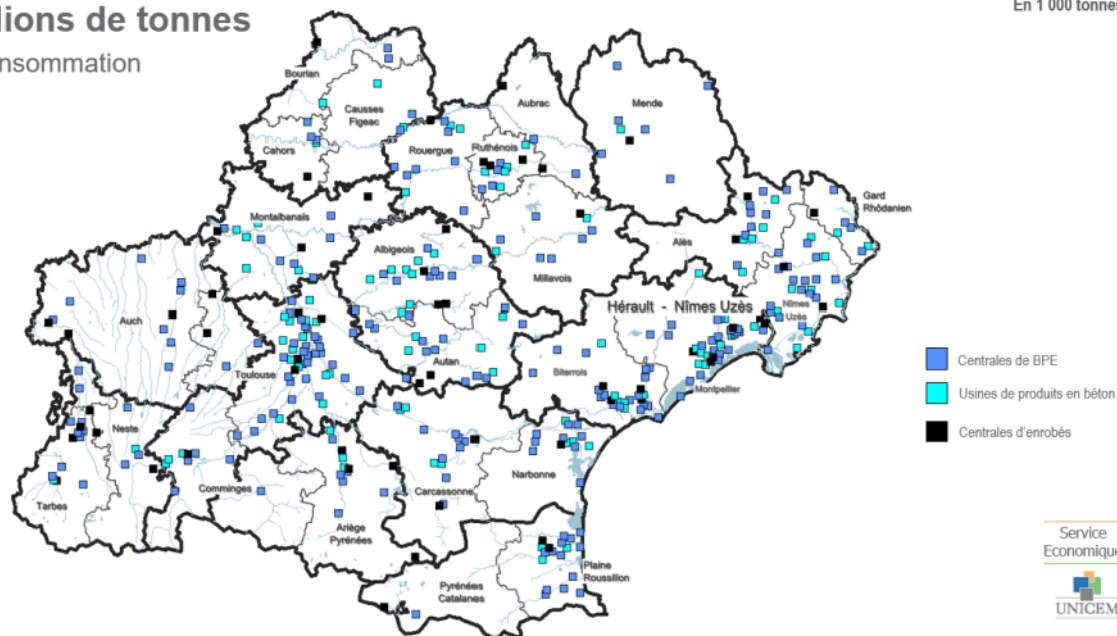 lions de tonnes
nsommation
En 1 000 tonnes
Bourian
Causses
Figeac
Cahors
Aubrac
Mende
Rouergue
Ruthénois
Gard
Rhôdanien
Montalbanais
Albigeois
Alès
Millavois
Auch
Hérault - Nîmes Uzès
Nîmes
Uzès
Toulouse
Autan
Biterrois
Montpellier
Centrales de BPE
Usines de produits en béton
Centrales d'enrobés
Neste
Tarbes
Comminges
Carcassonne
Narbonne
Ariège
Pyrénées
Plaine
Roussillon
Pyrénées
Catalanes
Service
Economique
UNICEM